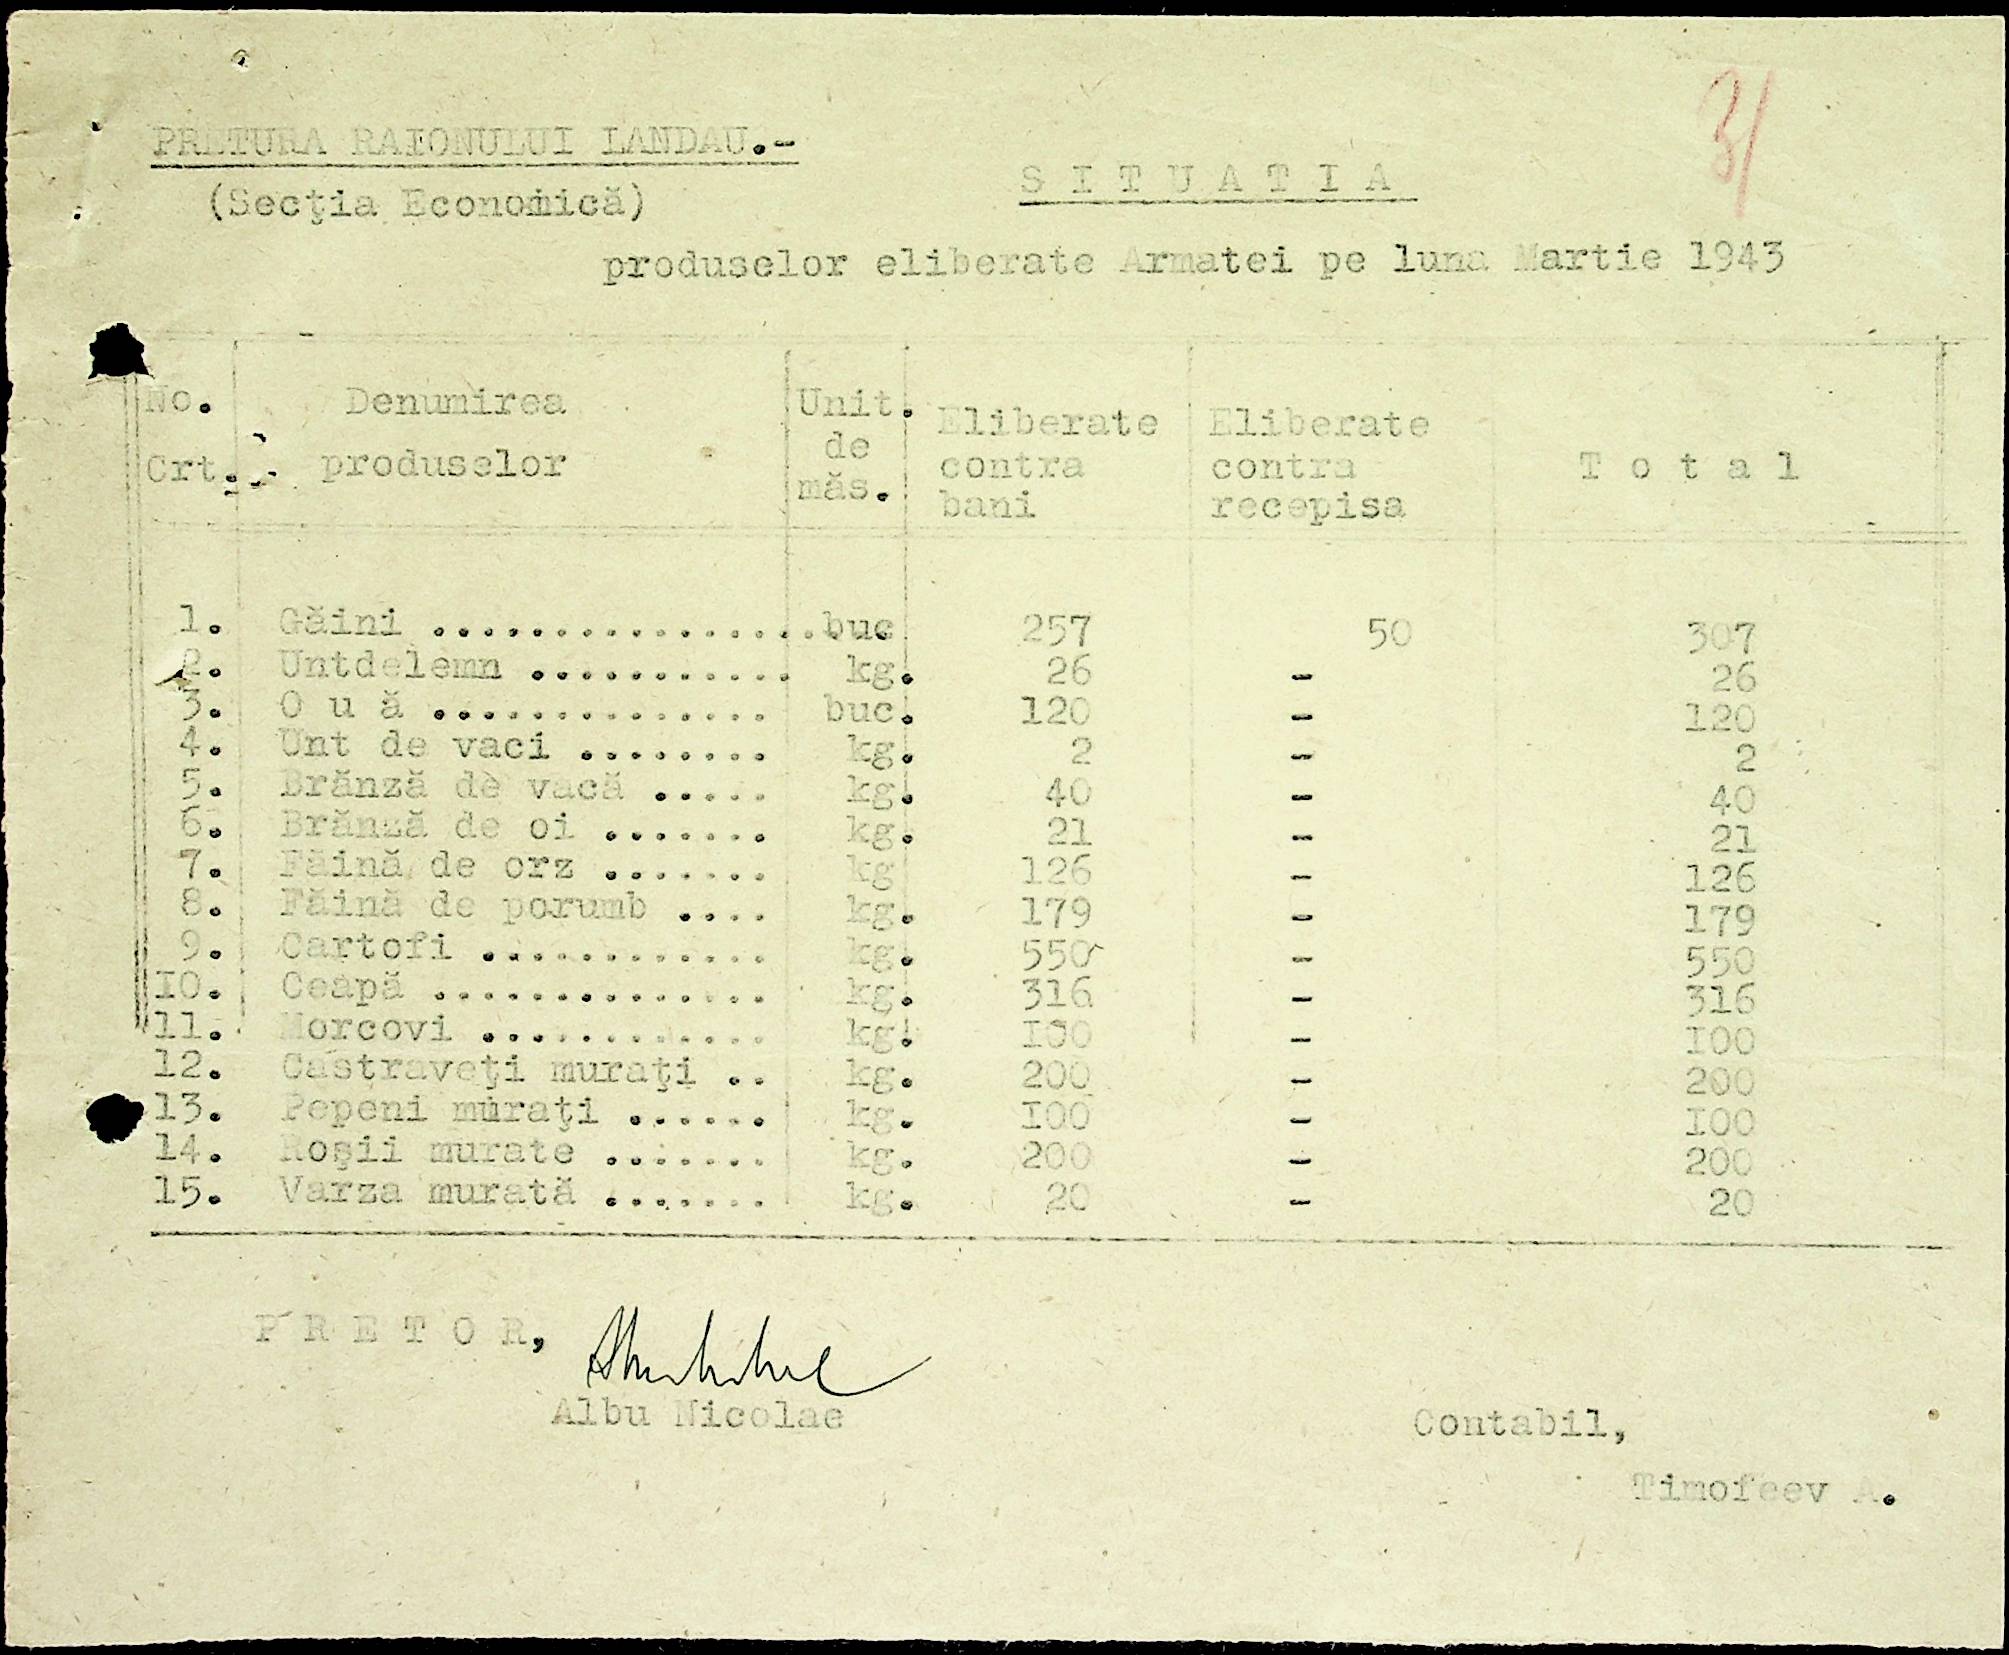 31
PRETURA RAIONULUI LANDAU.-
(Secţia Economică)
S I T U A T I A
produselor eliberate Armatei pe luna Martie 1943
No. Crt. Denumirea produselor Unit. de măs. Eliberate contra bani Eliberate contra recepisa T o t a l
1. Găini .................. buc 257 50 307
2. Untdelemn ........... kg. 26 - 26
3. O u ă .............. buc. 120 - 120
4. Unt de vaci ........ kg. 2 - 2
5. Brănză de vacă ..... kg. 40 - 40
6. Brănză de oi ....... kg. 21 - 21
7. Făină de orz ....... kg 126 - 126
8. Făină de porumb .... kg. 179 - 179
9. Cartofi ............ kg. 550 - 550
10. Ceapă .............. kg. 316 - 316
11. Morcovi ............ kg. 100 - 100
12. Castraveţi muraţi .. kg. 200 - 200
13. Pepeni muraţi ...... kg. 100 - 100
14. Roşii murate ....... kg. 200 - 200
15. Varza murată ....... kg. 20 - 20
P R E T O R,
Albu Nicolae
Contabil,
Timofeev A.